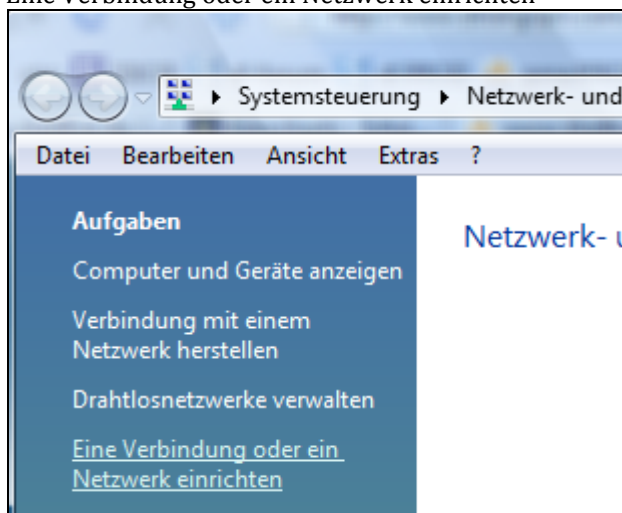 Eine Verbindung oder ein Netzwerk einrichten
Systemsteuerung Netzwerk- und
Datei Bearbeiten Ansicht Extras ?
Aufgaben
Netzwerk-
Computer und Geräte anzeigen
Verbindung mit einem
Netzwerk herstellen
Drahtlosnetzwerke verwalten
Eine Verbindung oder ein
Netzwerk einrichten